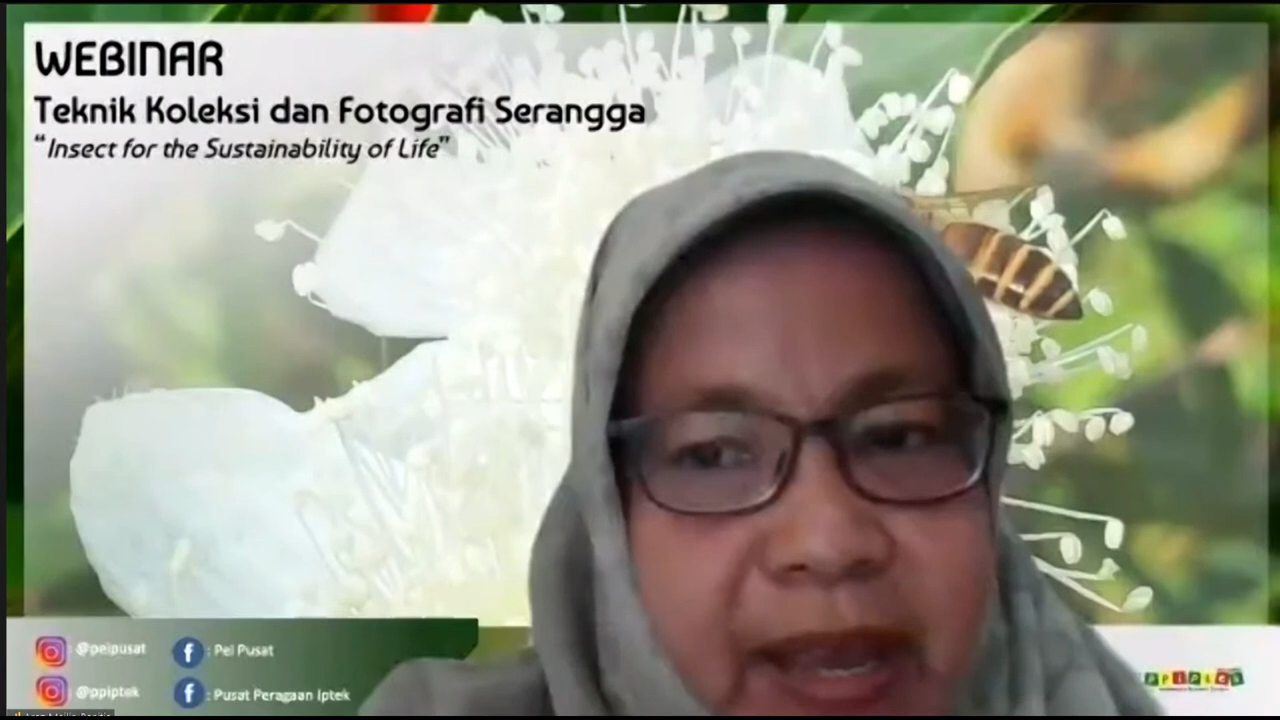 WEBINAR
Teknik Koleksi dan Fotografi Serangga
"Insect for the Sustainability of Life"
@peipusat
f : Pei Pusat
@ppiptek
f : Pusat Peragaan Iptek